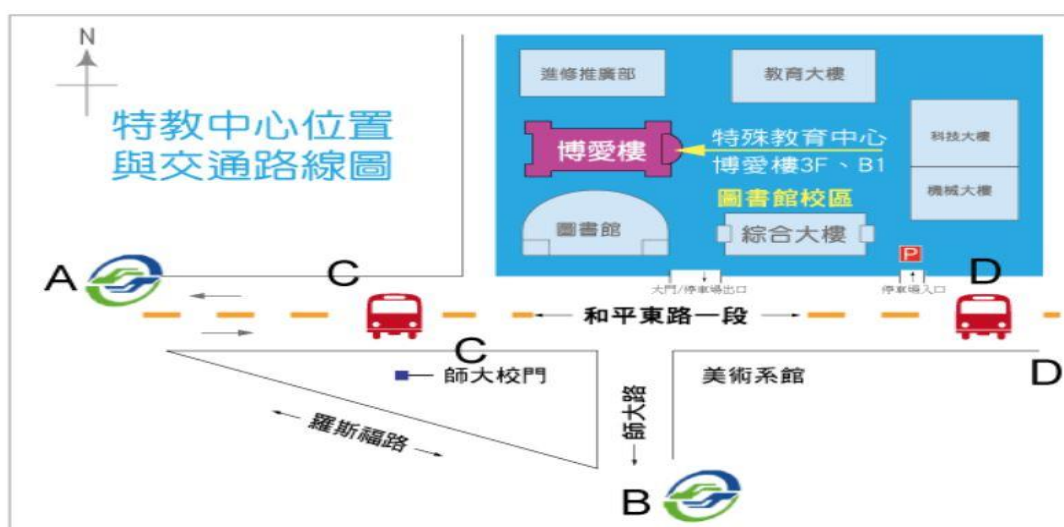 N
特教中心位置
與交通路線圖
進修推廣部
教育大樓
博愛樓
特殊教育中心
博愛樓3F、B1
科技大樓
機械大樓
圖書館校區
圖書館
綜合大樓
P
A
C
D
大門/停車場出口
停車場入口
和平東路一段
C
師大校門
美術系館
D
羅斯福路
師大路
B